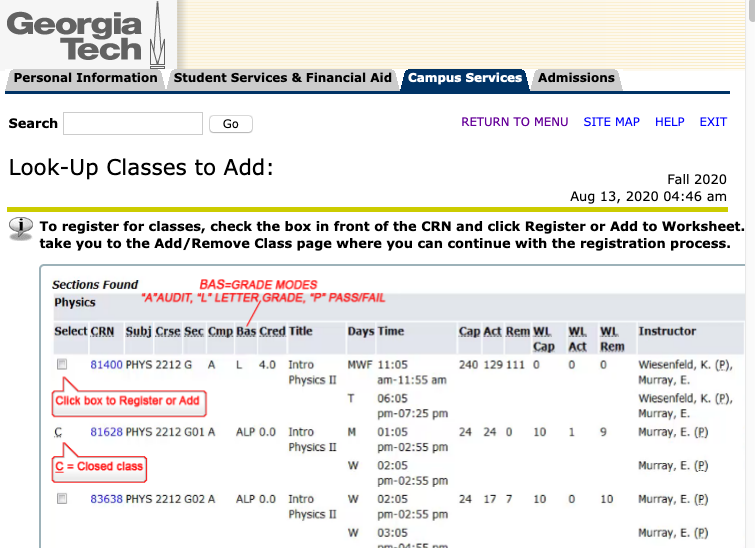 Georgia
Tech
Personal Information Student Services & Financial Aid Campus Services Admissions
Search Go RETURN TO MENU SITE MAP HELP EXIT
Look-Up Classes to Add:
Fall 2020
Aug 13, 2020 04:46 am
To register for classes, check the box in front of the CRN and click Register or Add to Worksheet.
take you to the Add/Remove Class page where you can continue with the registration process.
Sections Found BAS=GRADE MODES
Physics "A"AUDIT, "L" LETTER GRADE, "P" PASS/FAIL
Select CRN Subj Crse Sec Cmp Bas Cred Title Days Time Cap Act Rem WL WL WL Instructor
Cap Act Rem
81400 PHYS 2212 G A L 4.0 Intro MWF 11:05 240 129 111 0 0 0 Wiesenfeld, K. (P),
Physics II am-11:55 am Murray, E.
Click box to Register or Add T 06:05 Wiesenfeld, K. (P),
pm-07:25 pm Murray, E.
C 81628 PHYS 2212 G01 A ALP 0.0 Intro M 01:05 24 24 0 10 1 9 Murray, E. (P)
Physics II pm-02:55 pm
C = Closed class W 02:05 Murray, E. (P)
pm-02:55 pm
83638 PHYS 2212 G02 A ALP 0.0 Intro W 02:05 24 17 7 10 0 10 Murray, E. (P)
Physics II pm-02:55 pm
W 03:05 Murray, E. (P)
pm-04:55 pm